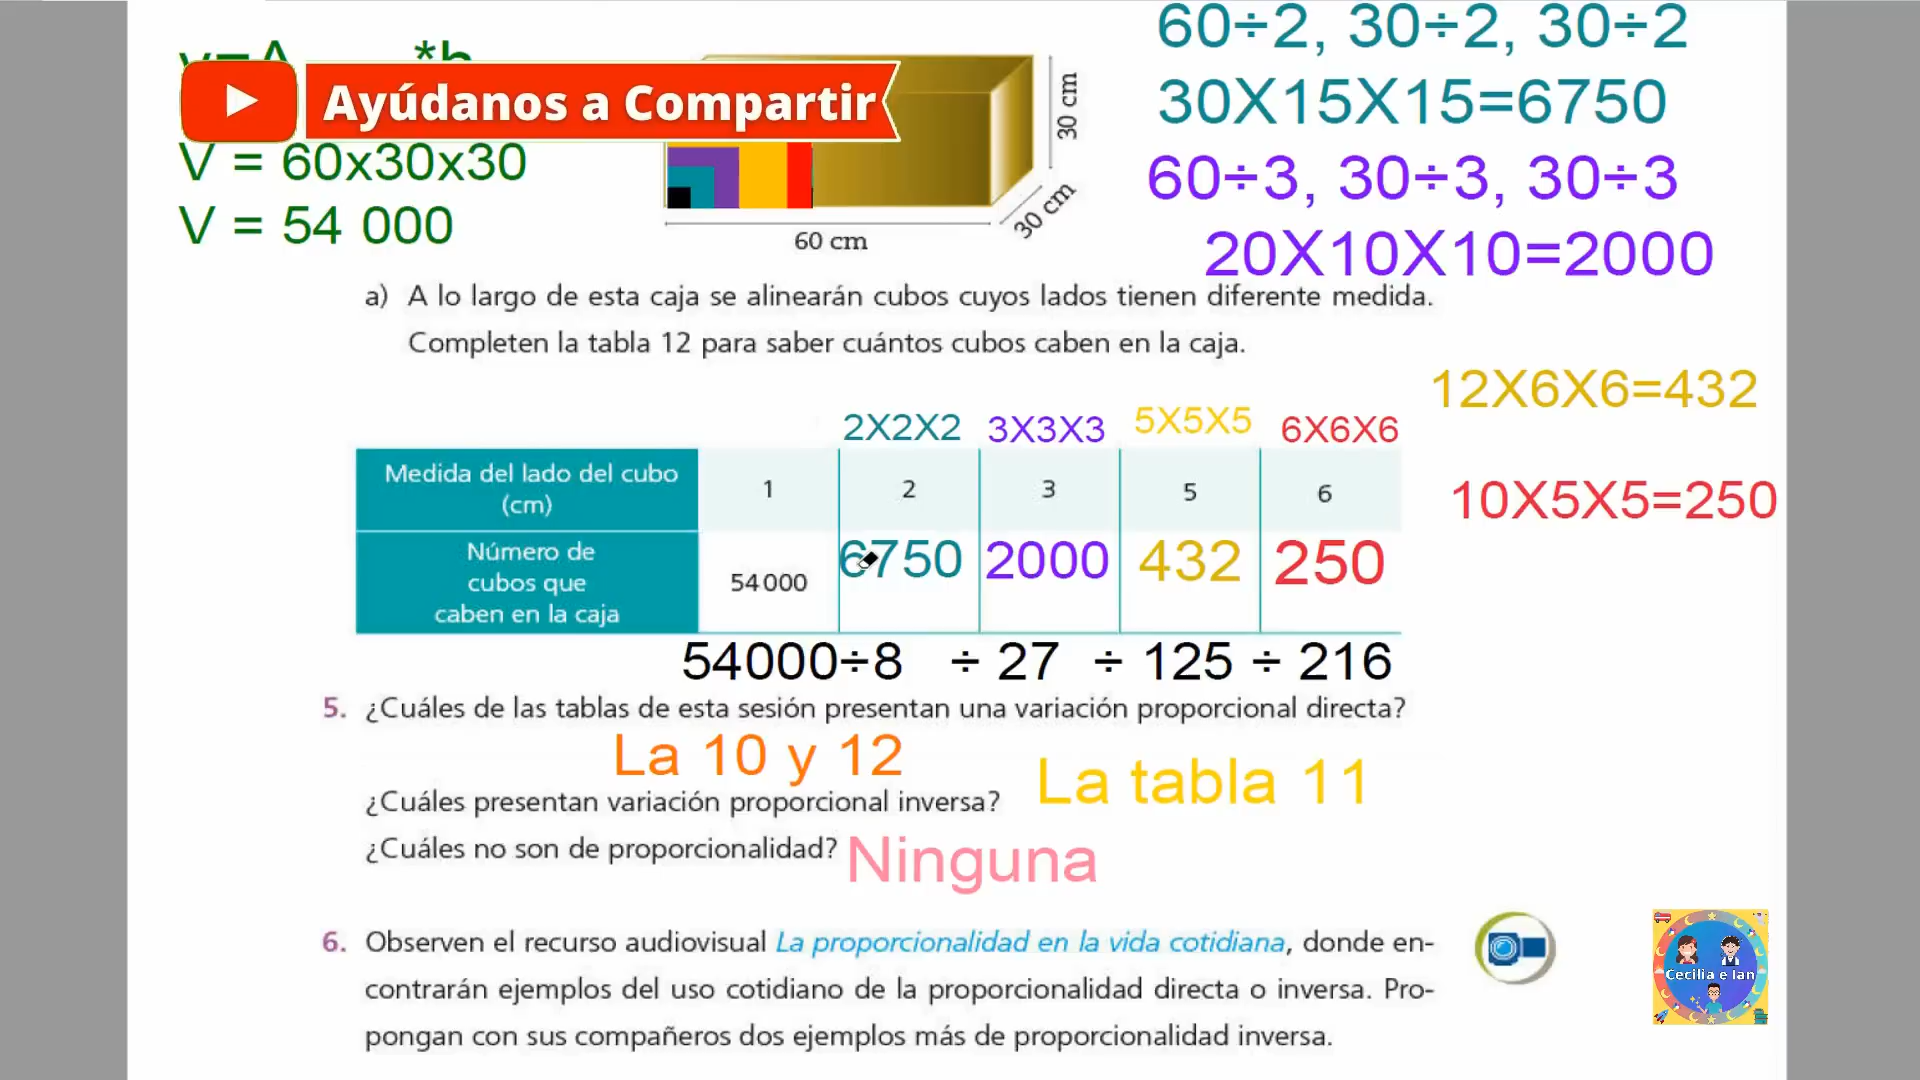 60÷2, 30÷2, 30÷2
Ayúdanos a Compartir
30X15X15=6750
V = 60x30x30
V = 54 000
30 cm
30 cm
60 cm
60÷3, 30÷3, 30÷3
20X10X10=2000
a) A lo largo de esta caja se alinearán cubos cuyos lados tienen diferente medida.
Completen la tabla 12 para saber cuántos cubos caben en la caja.
12X6X6=432
2X2X2 3X3X3 5X5X5 6X6X6
Medida del lado del cubo
(cm)
1 2 3 5 6
10X5X5=250
Número de
cubos que
caben en la caja
54 000 6750 2000 432 250
54000÷8 ÷ 27 ÷ 125 ÷ 216
5. ¿Cuáles de las tablas de esta sesión presentan una variación proporcional directa?
La 10 y 12
¿Cuáles presentan variación proporcional inversa? La tabla 11
¿Cuáles no son de proporcionalidad? Ninguna
6. Observen el recurso audiovisual La proporcionalidad en la vida cotidiana, donde en-
contrarán ejemplos del uso cotidiano de la proporcionalidad directa o inversa. Pro-
pongan con sus compañeros dos ejemplos más de proporcionalidad inversa.
Cecilia e Ian